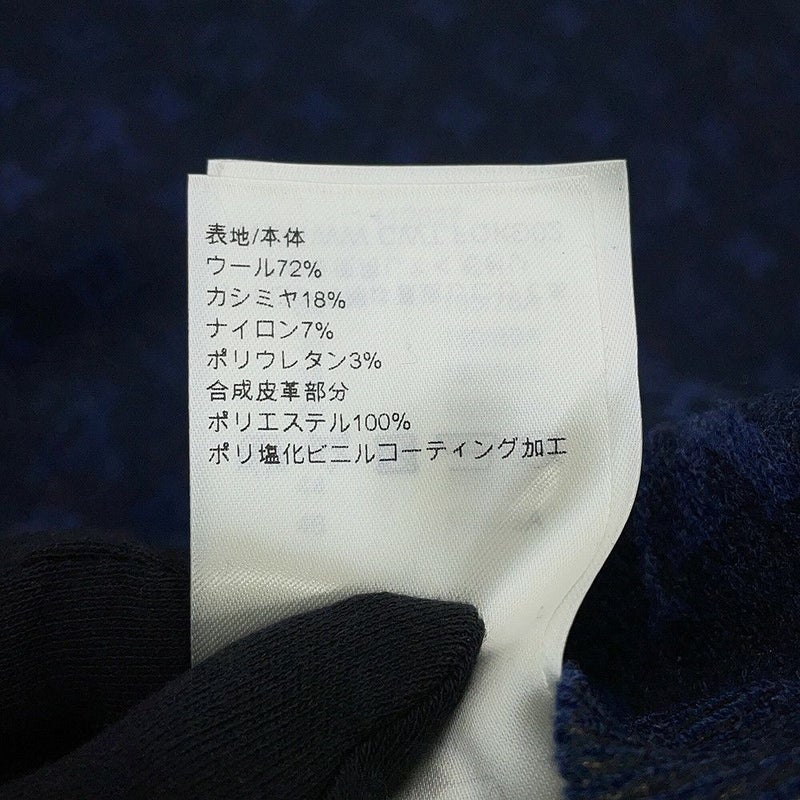 表地/本体
ウール72%
カシミヤ18%
ナイロン7%
ポリウレタン3%
合成皮革部分
ポリエステル100%
ポリ塩化ビニルコーティング加工